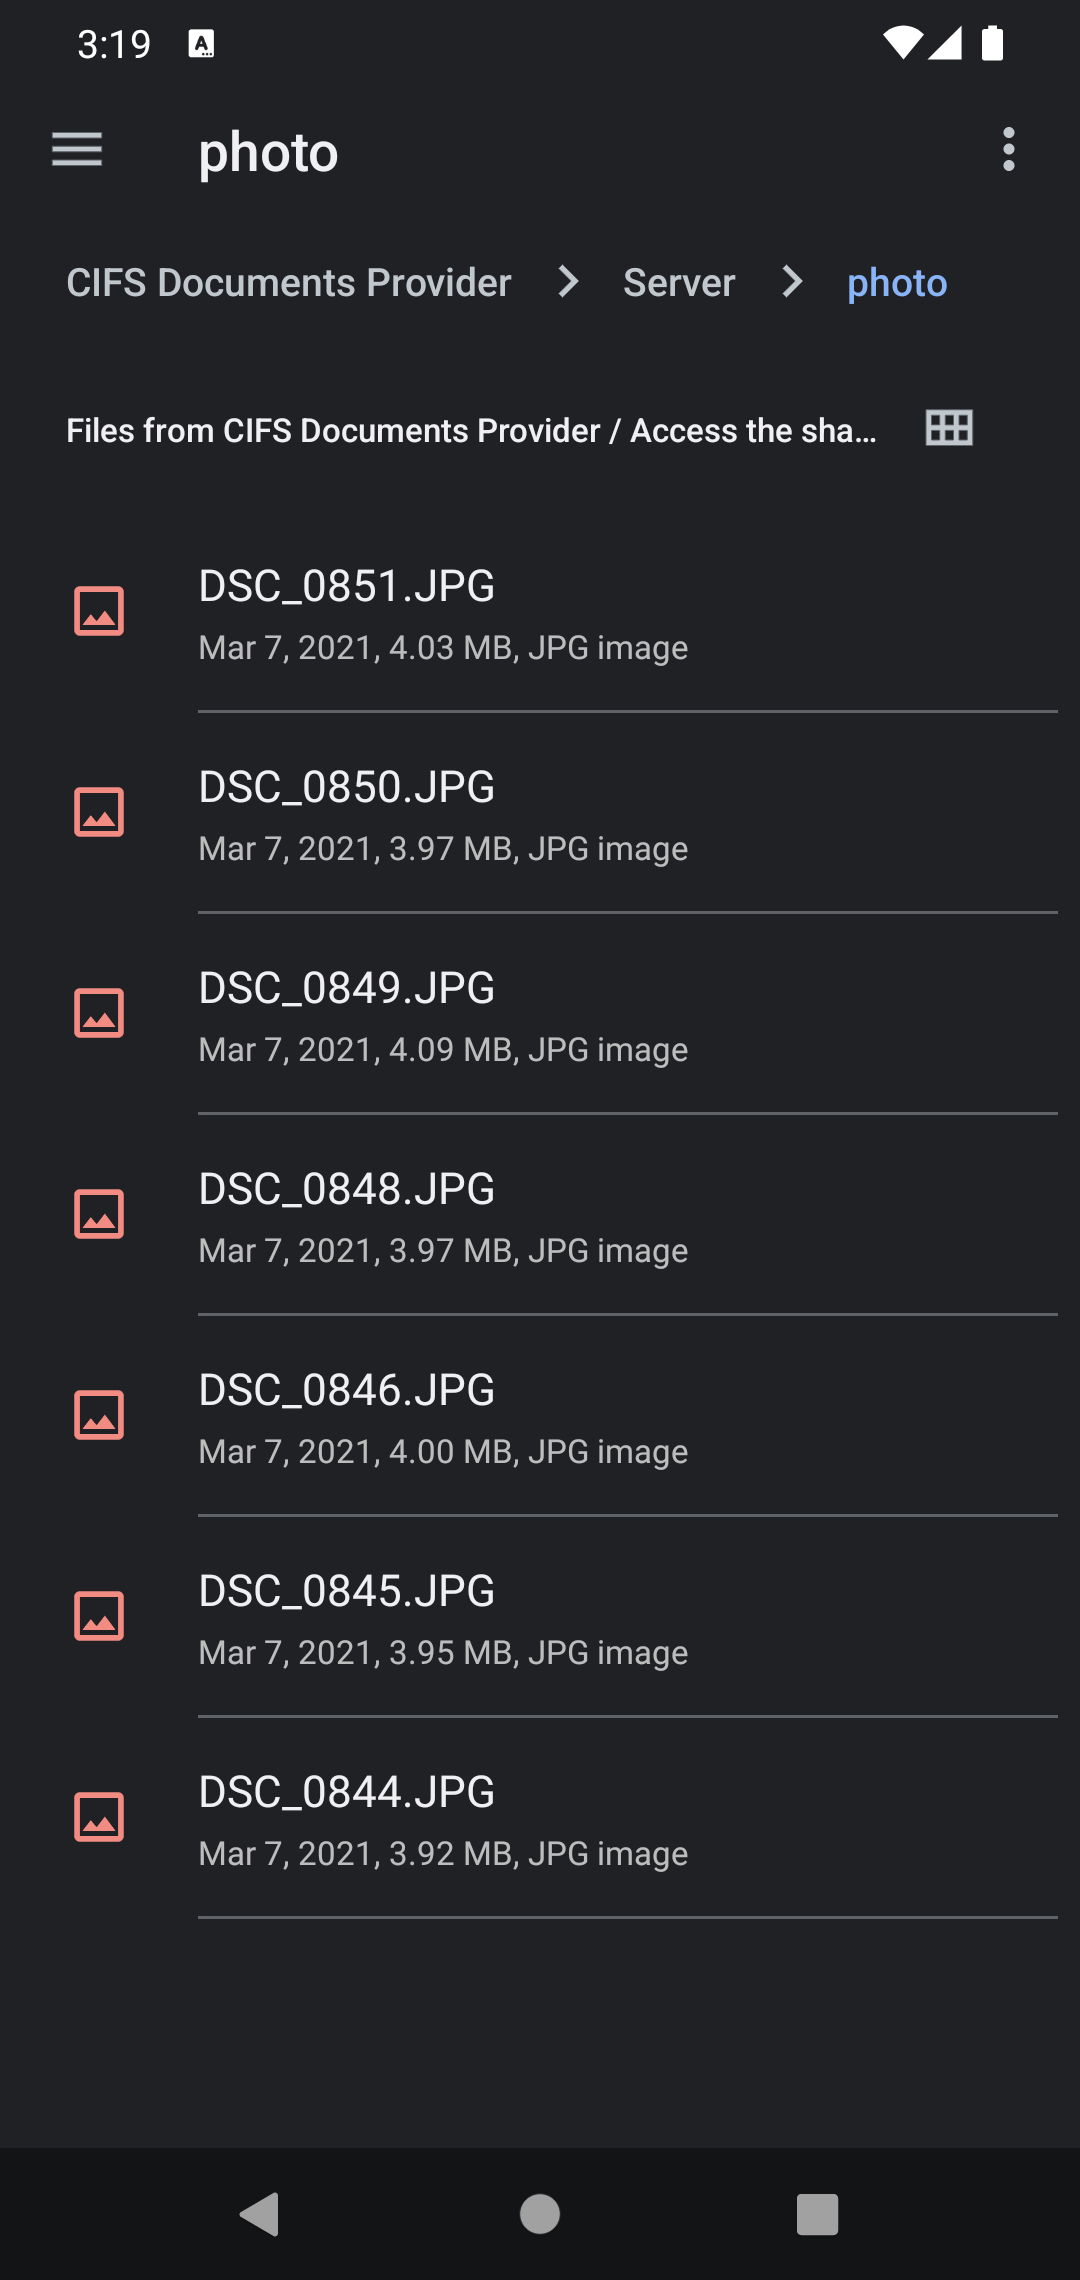 3:19
photo
CIFS Documents Provider > Server > photo
Files from CIFS Documents Provider / Access the sha...
DSC_0851.JPG
Mar 7, 2021, 4.03 MB, JPG image
DSC_0850.JPG
Mar 7, 2021, 3.97 MB, JPG image
DSC_0849.JPG
Mar 7, 2021, 4.09 MB, JPG image
DSC_0848.JPG
Mar 7, 2021, 3.97 MB, JPG image
DSC_0846.JPG
Mar 7, 2021, 4.00 MB, JPG image
DSC_0845.JPG
Mar 7, 2021, 3.95 MB, JPG image
DSC_0844.JPG
Mar 7, 2021, 3.92 MB, JPG image